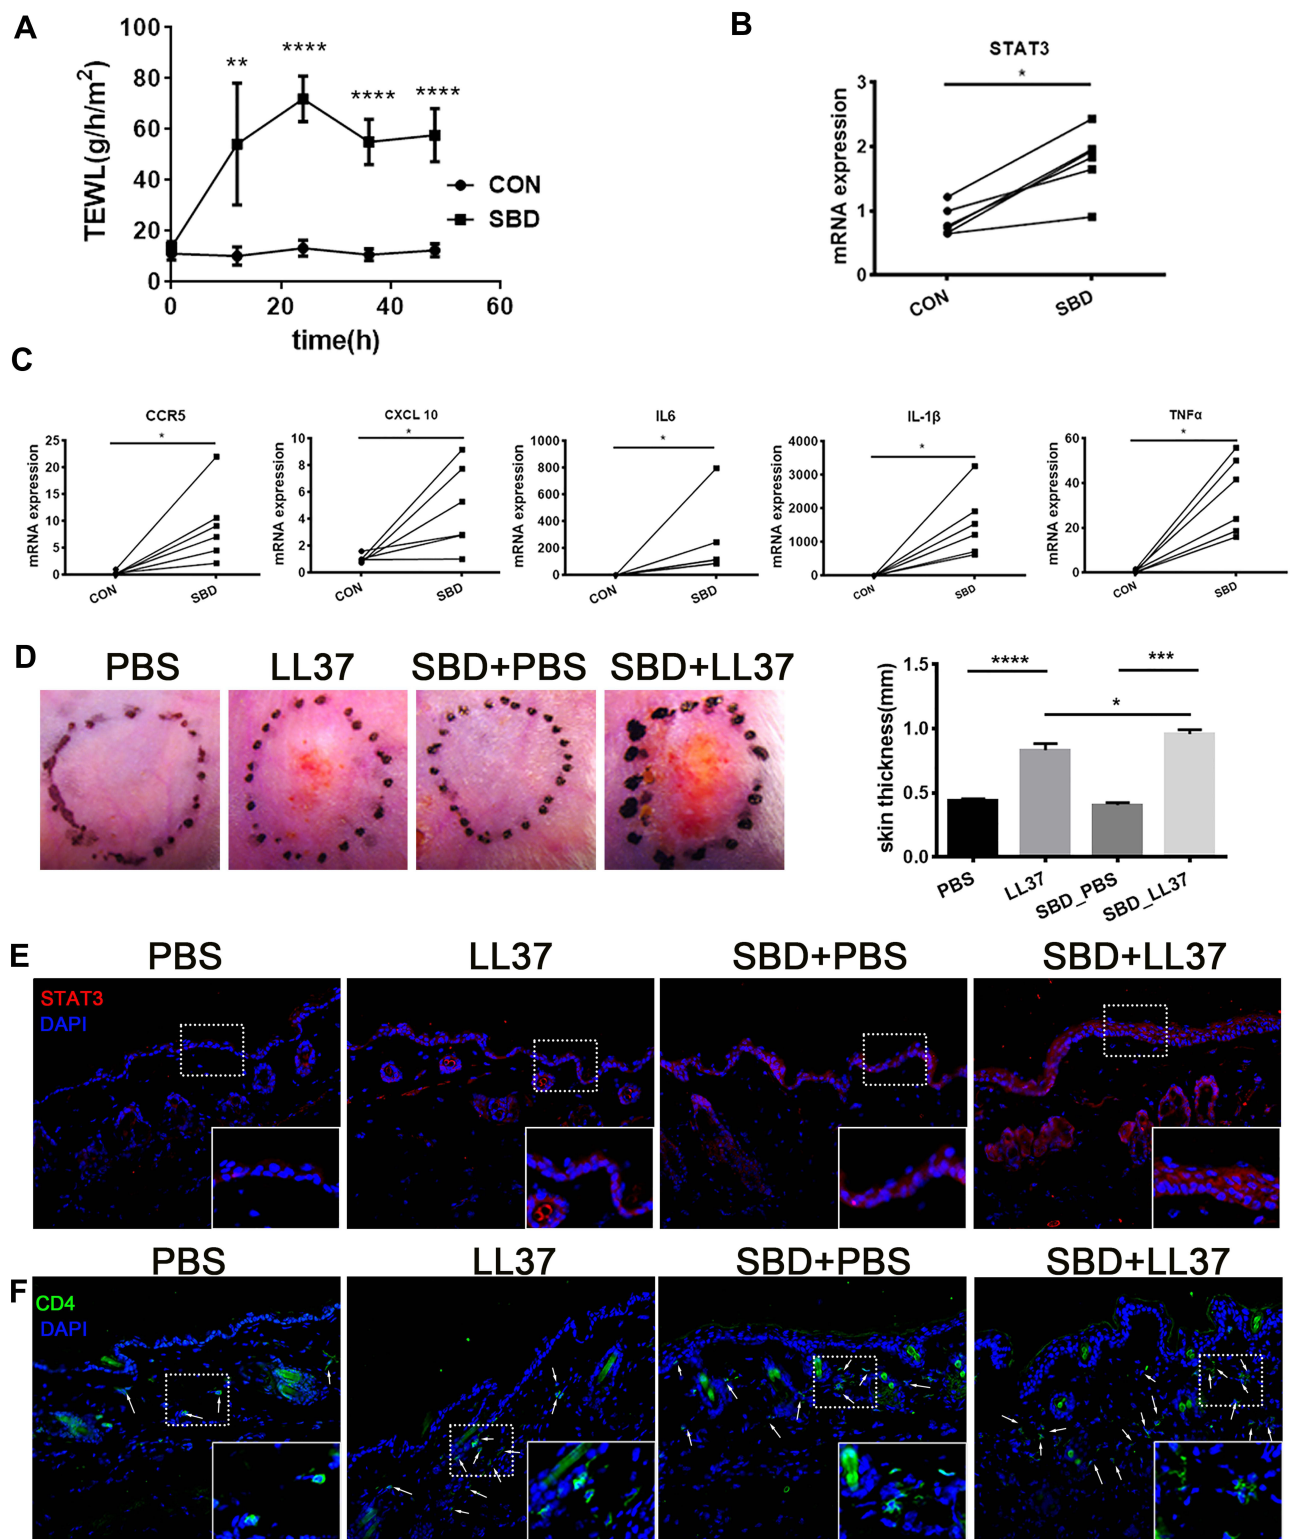 A
TEWL(g/h/m²)
100
80
60
40
20
0
** **** **** ****
CON
SBD
0 20 40 60
time(h)
B
STAT3
*
mRNA expression
3
2
1
0
CON SBD
C
CCR5
*
mRNA expression
25
20
15
10
5
0
CON SBD
CXCL 10
*
mRNA expression
10
8
6
4
2
0
CON SBD
IL6
*
mRNA expression
1000
800
600
400
200
0
CON SBD
IL-1β
*
mRNA expression
4000
3000
2000
1000
0
CON SBD
TNFα
*
mRNA expression
60
40
20
0
CON SBD
D
PBS LL37 SBD+PBS SBD+LL37
skin thickness(mm)
1.5
1.0
0.5
0.0
**** ***
*
PBS LL37 SBD_PBS SBD_LL37
E
PBS LL37 SBD+PBS SBD+LL37
STAT3
DAPI
F
PBS LL37 SBD+PBS SBD+LL37
CD4
DAPI